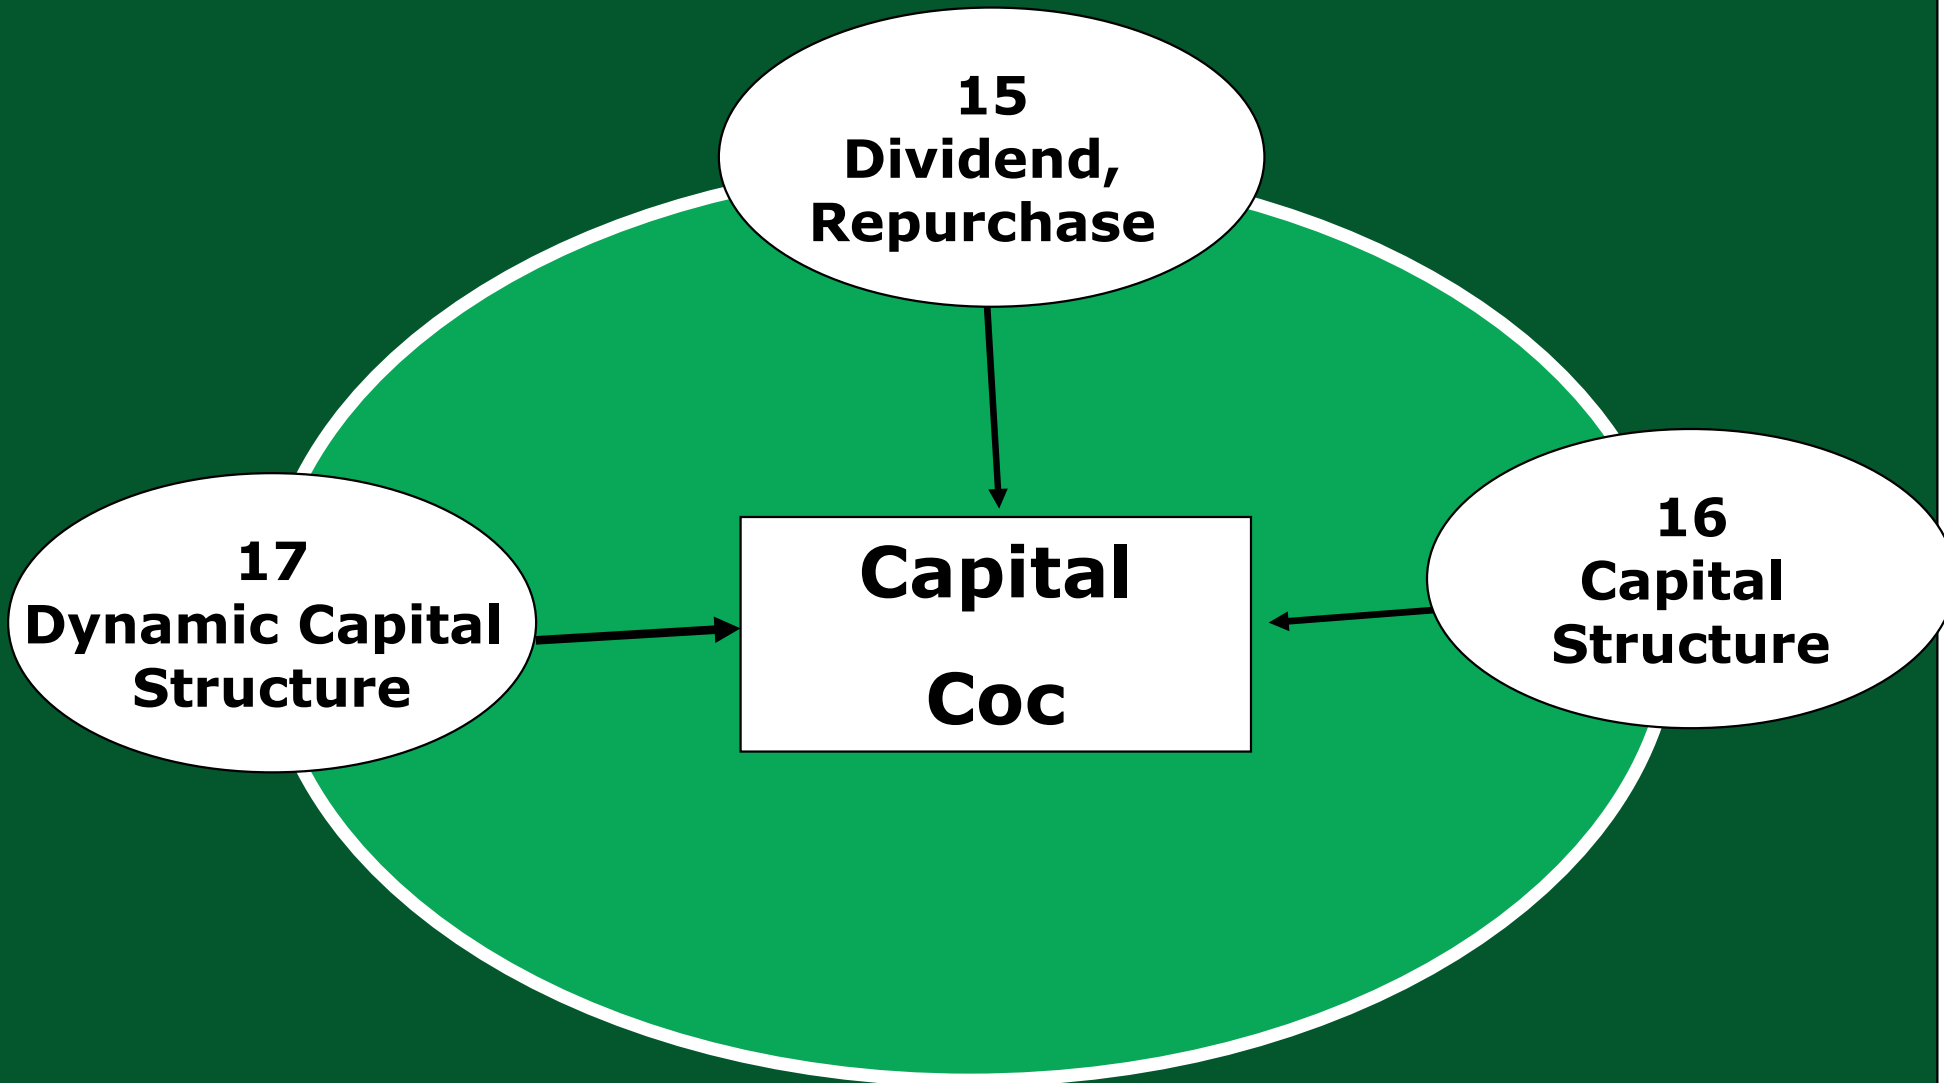 15
Dividend,
Repurchase
17
Dynamic Capital
Structure
Capital
Coc
16
Capital
Structure